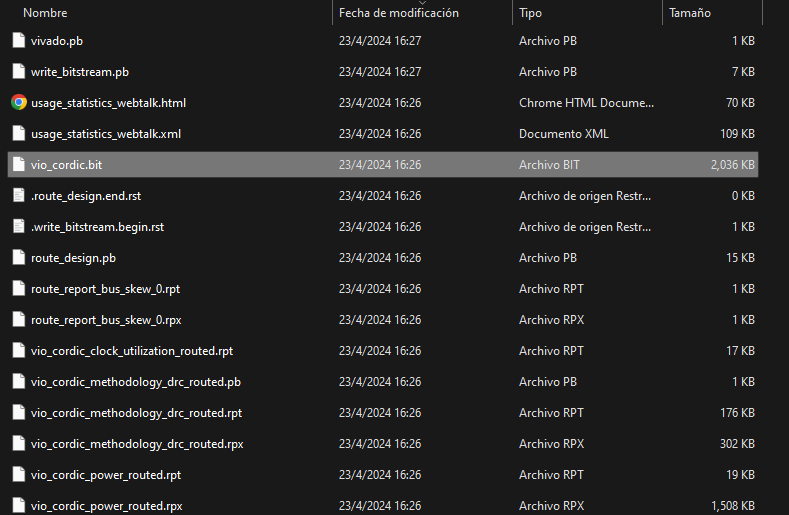 Nombre Fecha de modificación Tipo Tamaño
vivado.pb 23/4/2024 16:27 Archivo PB 1 KB
write_bitstream.pb 23/4/2024 16:27 Archivo PB 7 KB
usage_statistics_webtalk.html 23/4/2024 16:26 Chrome HTML Docume... 70 KB
usage_statistics_webtalk.xml 23/4/2024 16:26 Documento XML 109 KB
vio_cordic.bit 23/4/2024 16:26 Archivo BIT 2,036 KB
.route_design.end.rst 23/4/2024 16:26 Archivo de origen Restr... 0 KB
.write_bitstream.begin.rst 23/4/2024 16:26 Archivo de origen Restr... 1 KB
route_design.pb 23/4/2024 16:26 Archivo PB 15 KB
route_report_bus_skew_0.rpt 23/4/2024 16:26 Archivo RPT 1 KB
route_report_bus_skew_0.rpx 23/4/2024 16:26 Archivo RPX 1 KB
vio_cordic_clock_utilization_routed.rpt 23/4/2024 16:26 Archivo RPT 17 KB
vio_cordic_methodology_drc_routed.pb 23/4/2024 16:26 Archivo PB 1 KB
vio_cordic_methodology_drc_routed.rpt 23/4/2024 16:26 Archivo RPT 176 KB
vio_cordic_methodology_drc_routed.rpx 23/4/2024 16:26 Archivo RPX 302 KB
vio_cordic_power_routed.rpt 23/4/2024 16:26 Archivo RPT 19 KB
vio_cordic_power_routed.rpx 23/4/2024 16:26 Archivo RPX 1,508 KB